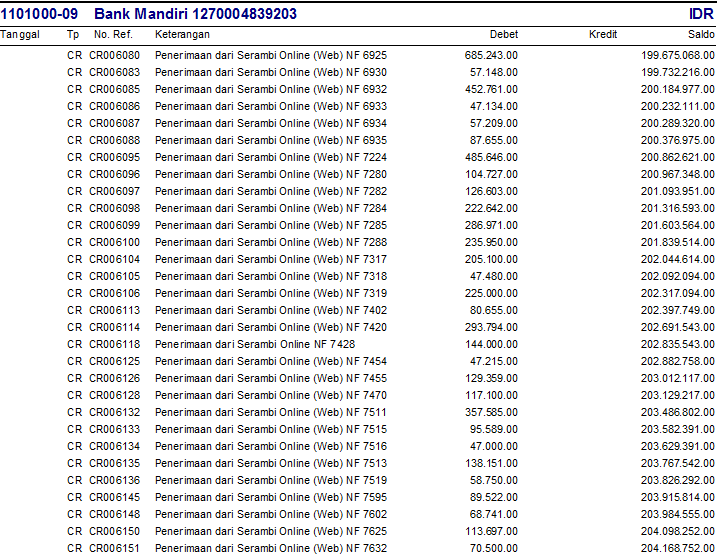 1101000-09 Bank Mandiri 1270004839203 IDR
Tanggal Tp No. Ref. Keterangan Debet Kredit Saldo
CR CR006080 Penerimaan dari Serambi Online (Web) NF 6925 685.243.00 199.675.068.00
CR CR006083 Penerimaan dari Serambi Online (Web) NF 6930 57.148.00 199.732.216.00
CR CR006085 Penerimaan dari Serambi Online (Web) NF 6932 452.761.00 200.184.977.00
CR CR006086 Penerimaan dari Serambi Online (Web) NF 6933 47.134.00 200.232.111.00
CR CR006087 Penerimaan dari Serambi Online (Web) NF 6934 57.209.00 200.289.320.00
CR CR006088 Penerimaan dari Serambi Online (Web) NF 6935 87.655.00 200.376.975.00
CR CR006095 Penerimaan dari Serambi Online (Web) NF 7224 485.646.00 200.862.621.00
CR CR006096 Penerimaan dari Serambi Online (Web) NF 7280 104.727.00 200.967.348.00
CR CR006097 Penerimaan dari Serambi Online (Web) NF 7282 126.603.00 201.093.951.00
CR CR006098 Penerimaan dari Serambi Online (Web) NF 7284 222.642.00 201.316.593.00
CR CR006099 Penerimaan dari Serambi Online (Web) NF 7285 286.971.00 201.603.564.00
CR CR006100 Penerimaan dari Serambi Online (Web) NF 7288 235.950.00 201.839.514.00
CR CR006104 Penerimaan dari Serambi Online (Web) NF 7317 205.100.00 202.044.614.00
CR CR006105 Penerimaan dari Serambi Online (Web) NF 7318 47.480.00 202.092.094.00
CR CR006106 Penerimaan dari Serambi Online (Web) NF 7319 225.000.00 202.317.094.00
CR CR006113 Penerimaan dari Serambi Online (Web) NF 7402 80.655.00 202.397.749.00
CR CR006114 Penerimaan dari Serambi Online (Web) NF 7420 293.794.00 202.691.543.00
CR CR006118 Penerimaan dari Serambi Online NF 7428 144.000.00 202.835.543.00
CR CR006125 Penerimaan dari Serambi Online (Web) NF 7454 47.215.00 202.882.758.00
CR CR006126 Penerimaan dari Serambi Online (Web) NF 7455 129.359.00 203.012.117.00
CR CR006128 Penerimaan dari Serambi Online (Web) NF 7470 117.100.00 203.129.217.00
CR CR006132 Penerimaan dari Serambi Online (Web) NF 7511 357.585.00 203.486.802.00
CR CR006133 Penerimaan dari Serambi Online (Web) NF 7515 95.589.00 203.582.391.00
CR CR006134 Penerimaan dari Serambi Online (Web) NF 7516 47.000.00 203.629.391.00
CR CR006135 Penerimaan dari Serambi Online (Web) NF 7513 138.151.00 203.767.542.00
CR CR006136 Penerimaan dari Serambi Online (Web) NF 7519 58.750.00 203.826.292.00
CR CR006145 Penerimaan dari Serambi Online (Web) NF 7595 89.522.00 203.915.814.00
CR CR006148 Penerimaan dari Serambi Online (Web) NF 7602 68.741.00 203.984.555.00
CR CR006150 Penerimaan dari Serambi Online (Web) NF 7625 113.697.00 204.098.252.00
CR CR006151 Penerimaan dari Serambi Online (Web) NF 7632 70.500.00 204.168.752.00